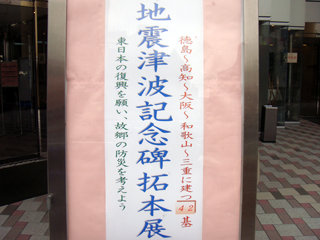 徳島～高知～大阪～和歌山～三重に建つ42基
地震津波記念碑拓本展
東日本の復興を願い、故郷の防災を考えよう